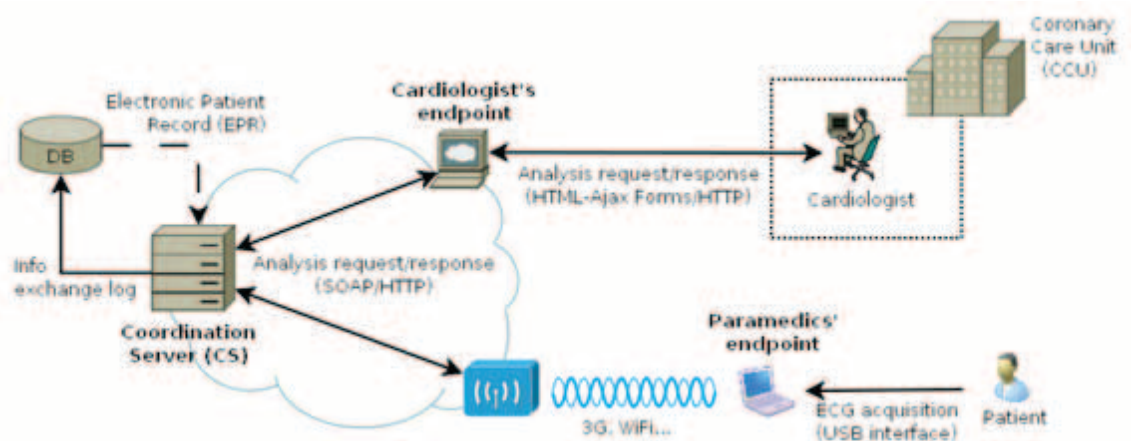 Coronary
Care Unit
(CCU)
Electronic Patient
Record (EPR)
Cardiologist's
endpoint
DB
Analysis request/response
(HTML-Ajax Forms/HTTP)
Cardiologist
Info
exchange log
Analysis request/response
(SOAP/HTTP)
Coordination
Server (CS)
Paramedics'
endpoint
3G, WiFi...
ECG acquisition
(USB interface)
Patient